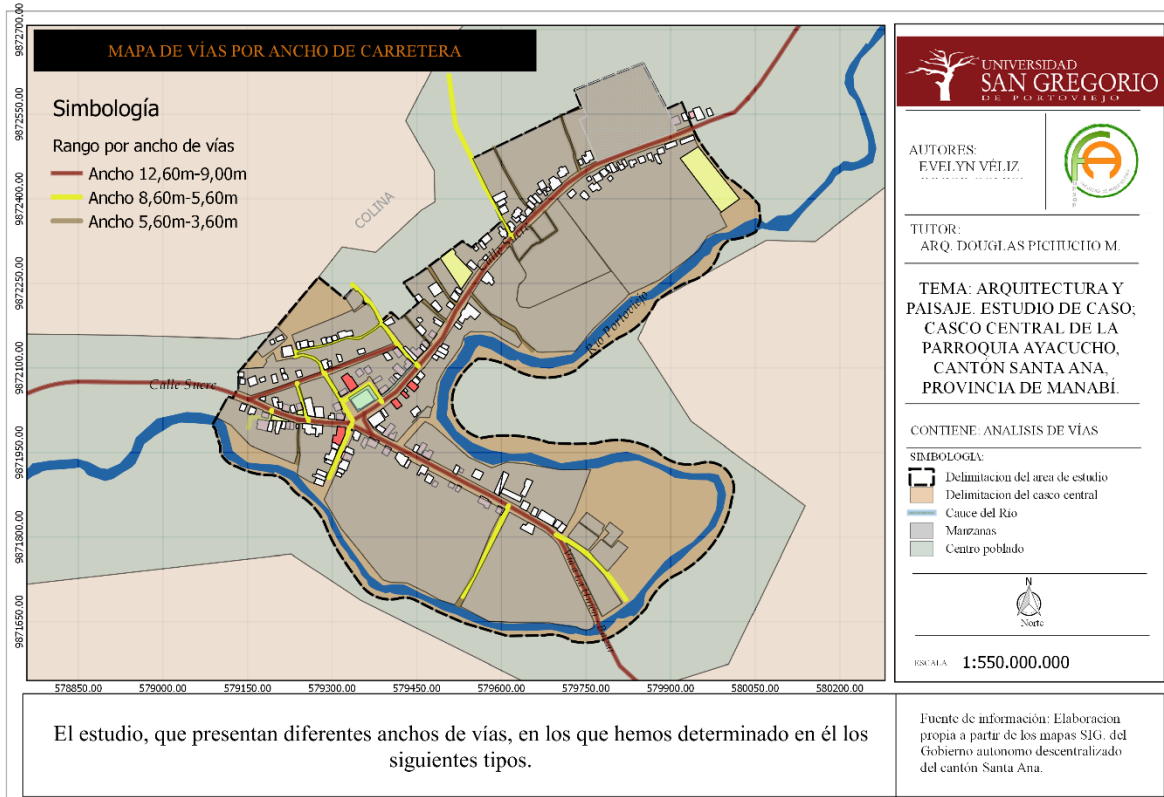 MAPA DE VÍAS POR ANCHO DE CARRETERA
Simbología
Rango por ancho de vías
Ancho 12,60m-9,00m
Ancho 8,60m-5,60m
Ancho 5,60m-3,60m
COLINA
Calle Sucre
Calle Sucre
Rio Portoviejo
9872700.00
9872550.00
9872400.00
9872250.00
9872100.00
9871950.00
9871800.00
9871650.00
578850.00
579000.00
579150.00
579300.00
579450.00
579600.00
579750.00
579900.00
580050.00
580200.00
UNIVERSIDAD
SAN GREGORIO
DE PORTOVIEJO
AUTORES:
EVELYN VÉLIZ
TUTOR:
ARQ. DOUGLAS PICHUCHO M.
TEMA: ARQUITECTURA Y
PAISAJE. ESTUDIO DE CASO;
CASCO CENTRAL DE LA
PARROQUIA AYACUCHO,
CANTÓN SANTA ANA,
PROVINCIA DE MANABÍ.
CONTIENE: ANALISIS DE VÍAS
SIMBOLOGIA:
Delimitacion del area de estudio
Delimitacion del casco central
Cauce del Río
Manzanas
Centro poblado
N
Norte
ESCALA 1:550.000.000
El estudio, que presentan diferentes anchos de vías, en los que hemos determinado en él los
siguientes tipos.
Fuente de información: Elaboracion
propia a partir de los mapas SIG. del
Gobierno autonomo descentralizado
del cantón Santa Ana.